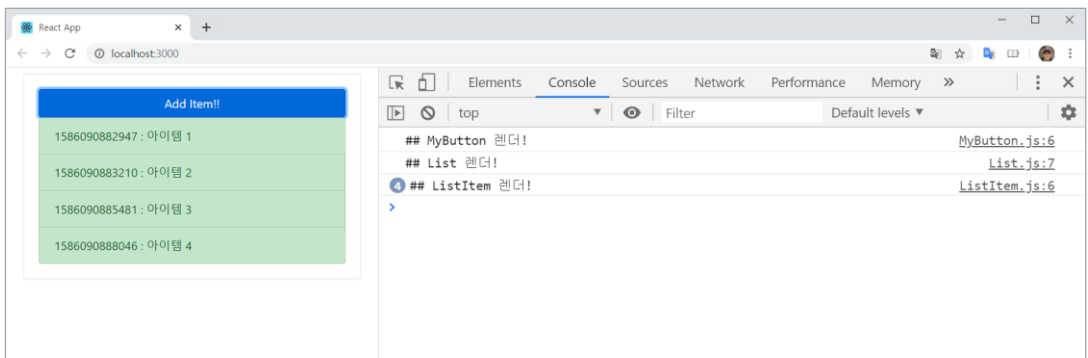 React App
localhost:3000
Add Item!!
1586090882947 : 아이템 1
1586090883210 : 아이템 2
1586090885481 : 아이템 3
1586090888046 : 아이템 4
Elements Console Sources Network Performance Memory
top Filter Default levels
## MyButton 렌더! MyButton.js:6
## List 렌더! List.js:7
4 ## ListItem 렌더! ListItem.js:6